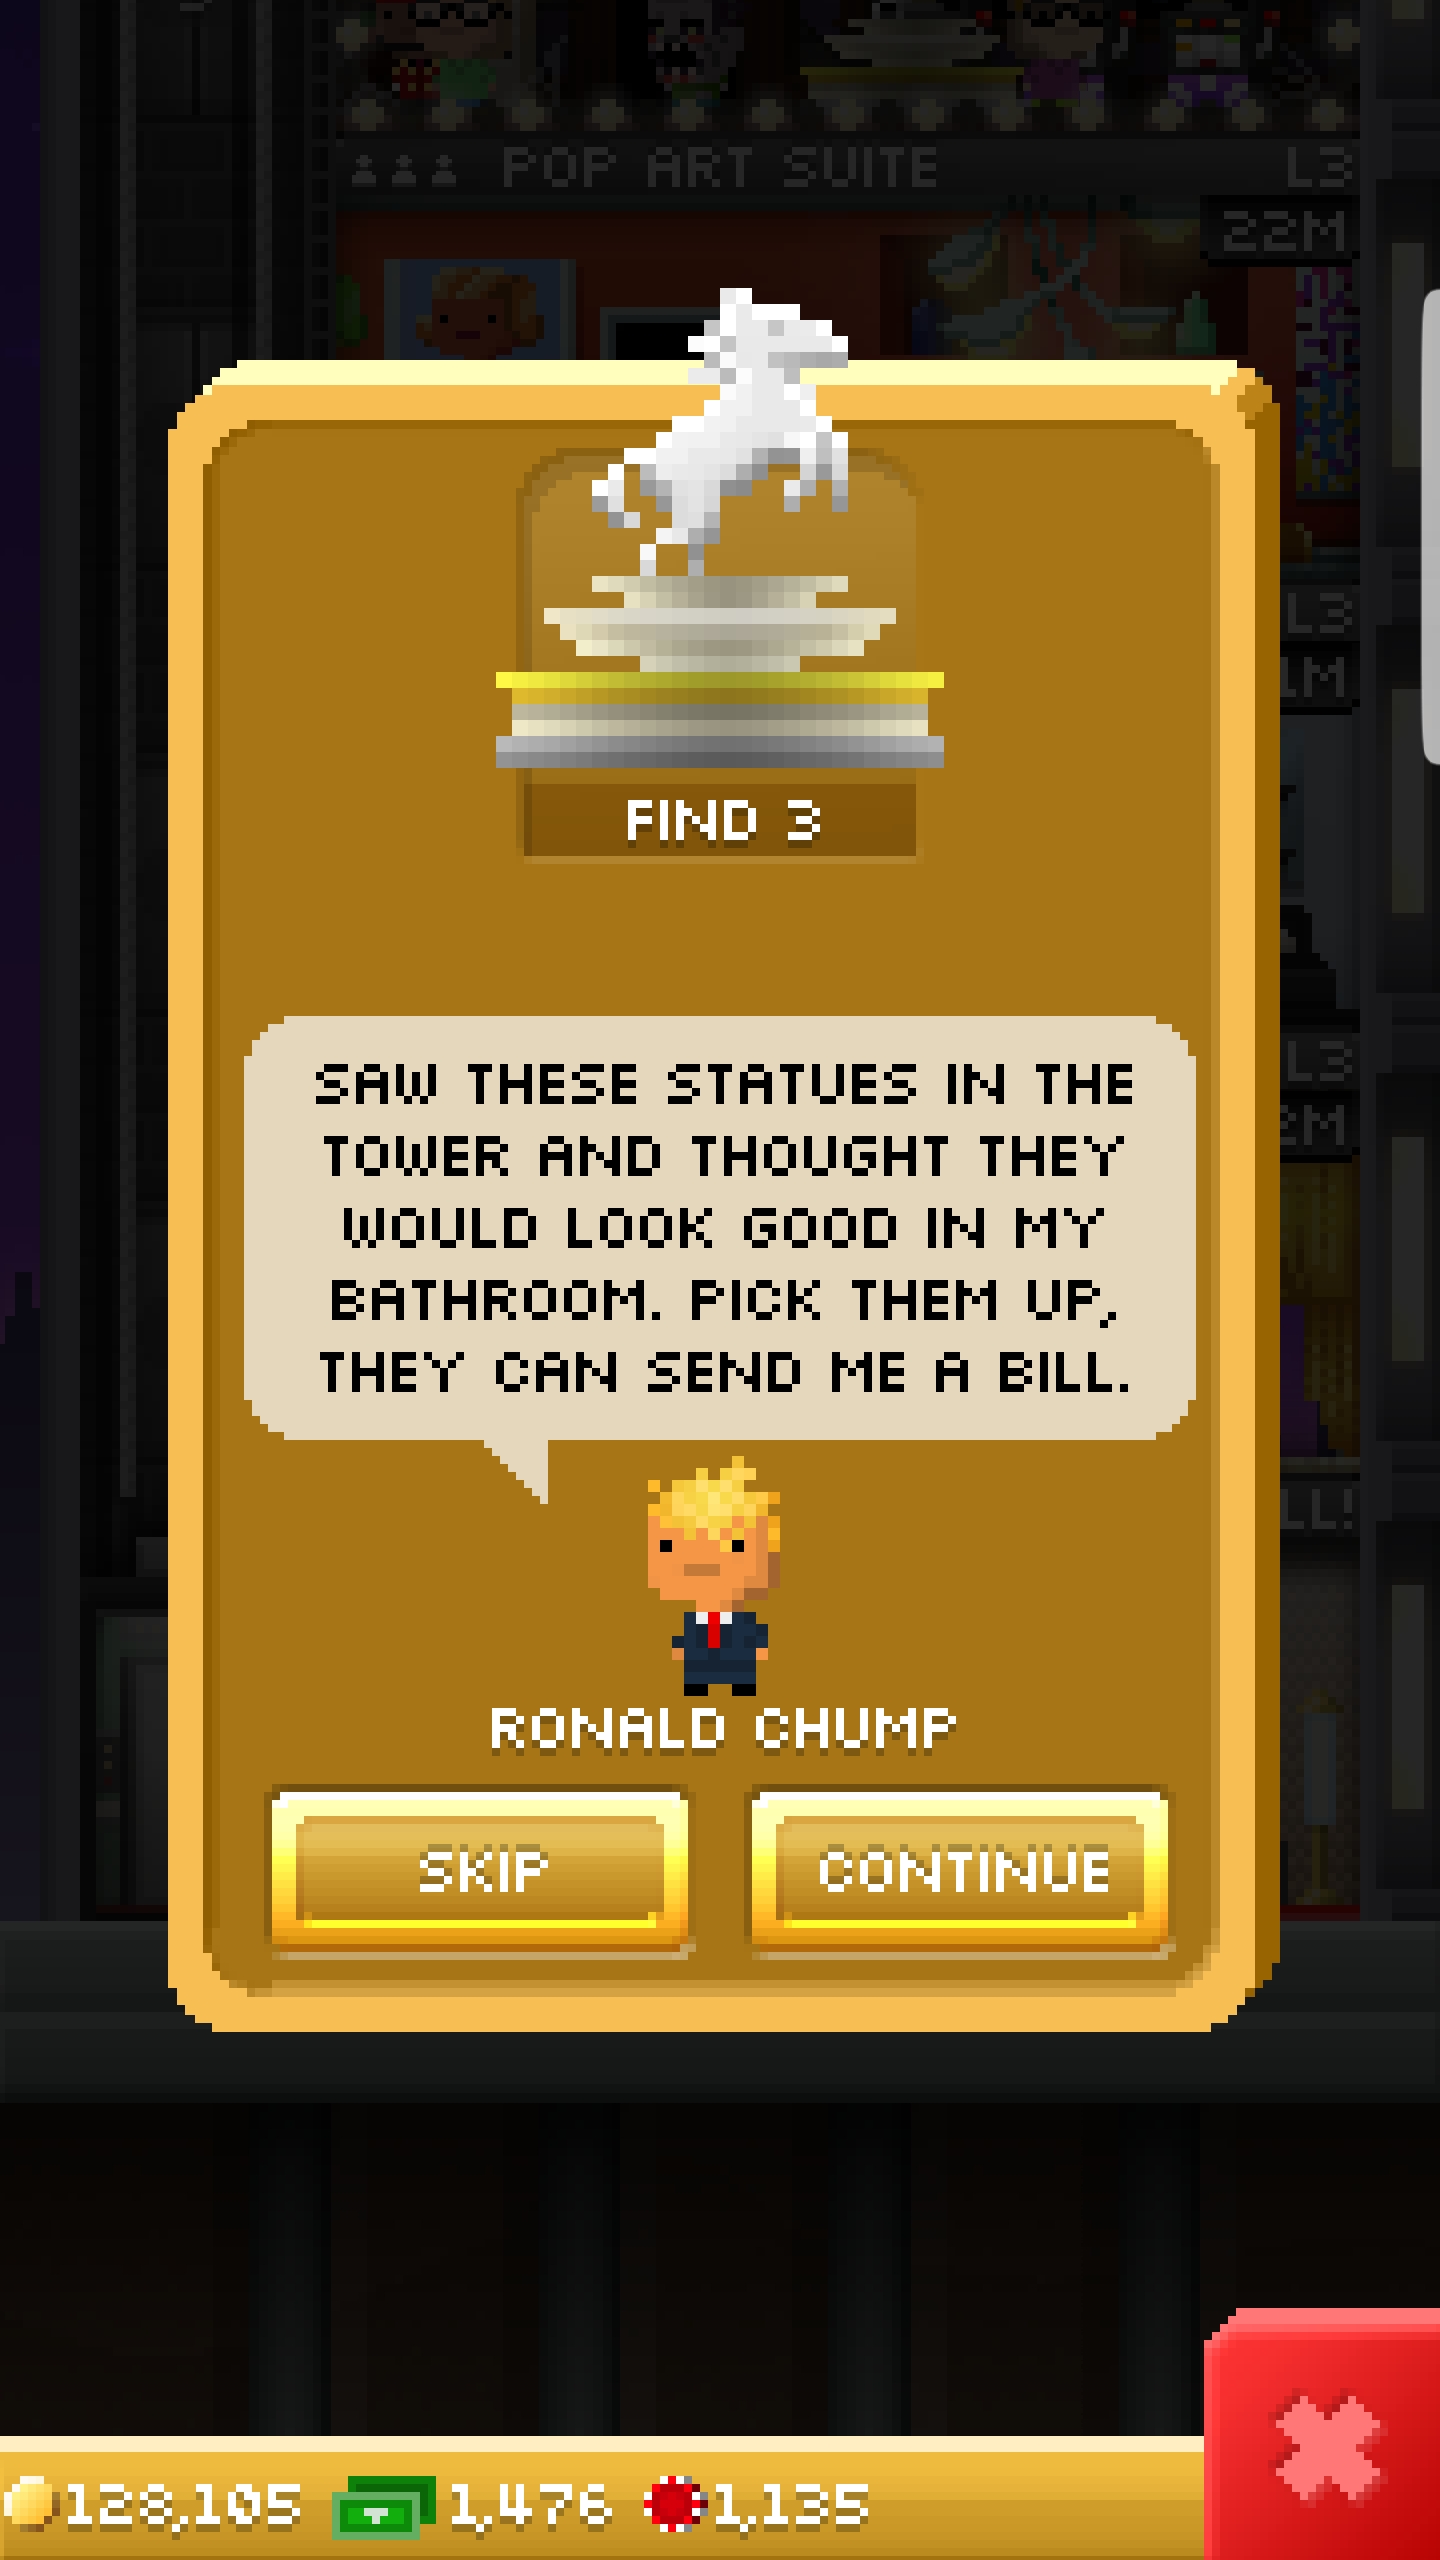 POP ART SUITE L3
22M
L3
1M
L3
2M
LL!
FIND 3
SAW THESE STATUES IN THE
TOWER AND THOUGHT THEY
WOULD LOOK GOOD IN MY
BATHROOM. PICK THEM UP,
THEY CAN SEND ME A BILL.
RONALD CHUMP
SKIP CONTINUE
128,105 1,476 1,135